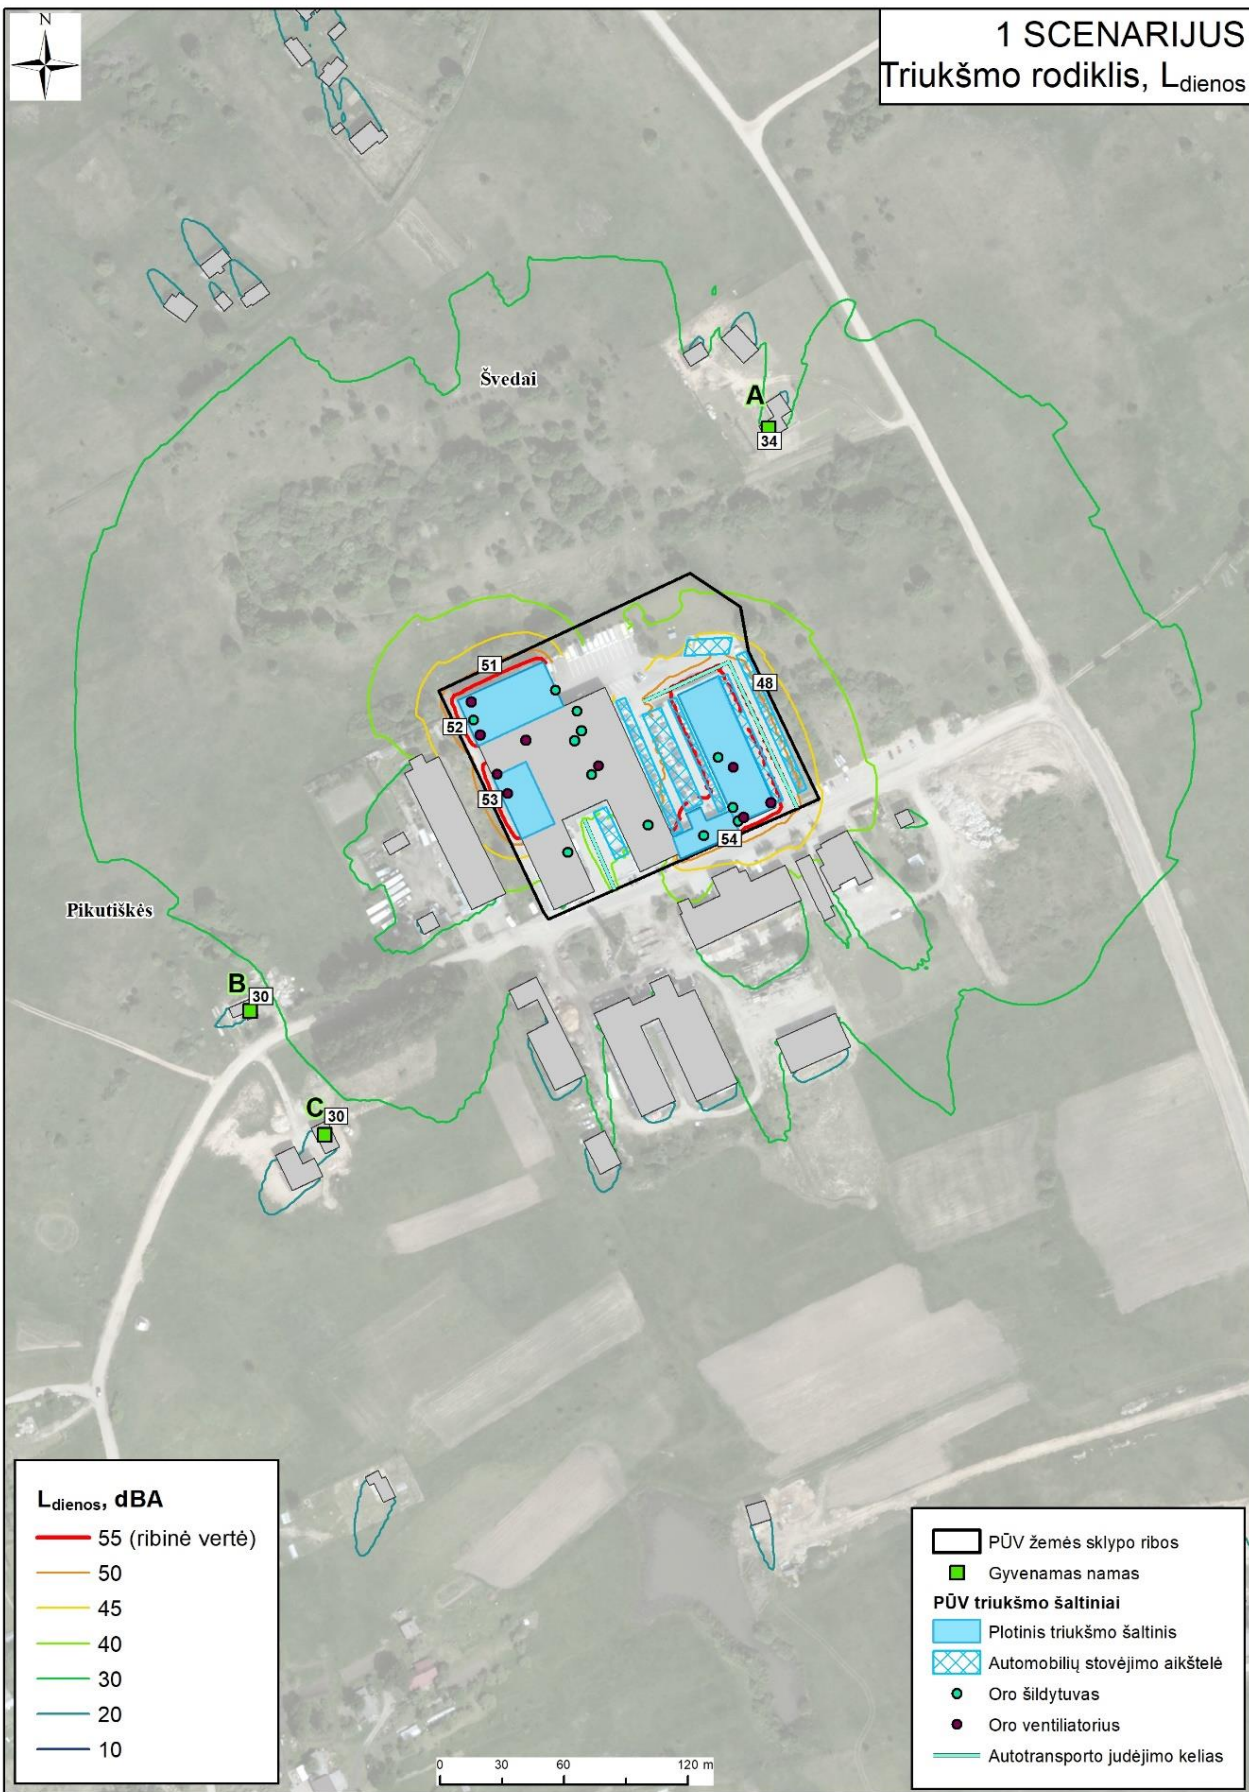 N
1 SCENARIJUS
Triukšmo rodiklis, Ldienos
Švedai
A
34
51
48
52
53
54
Pikutiškės
B
30
C
30
Ldienos, dBA
55 (ribinė vertė)
50
45
40
30
20
10
PŪV žemės sklypo ribos
Gyvenamas namas
PŪV triukšmo šaltiniai
Plotinis triukšmo šaltinis
Automobilių stovėjimo aikštelė
Oro šildytuvas
Oro ventiliatorius
Autotransporto judėjimo kelias
0 30 60 120 m